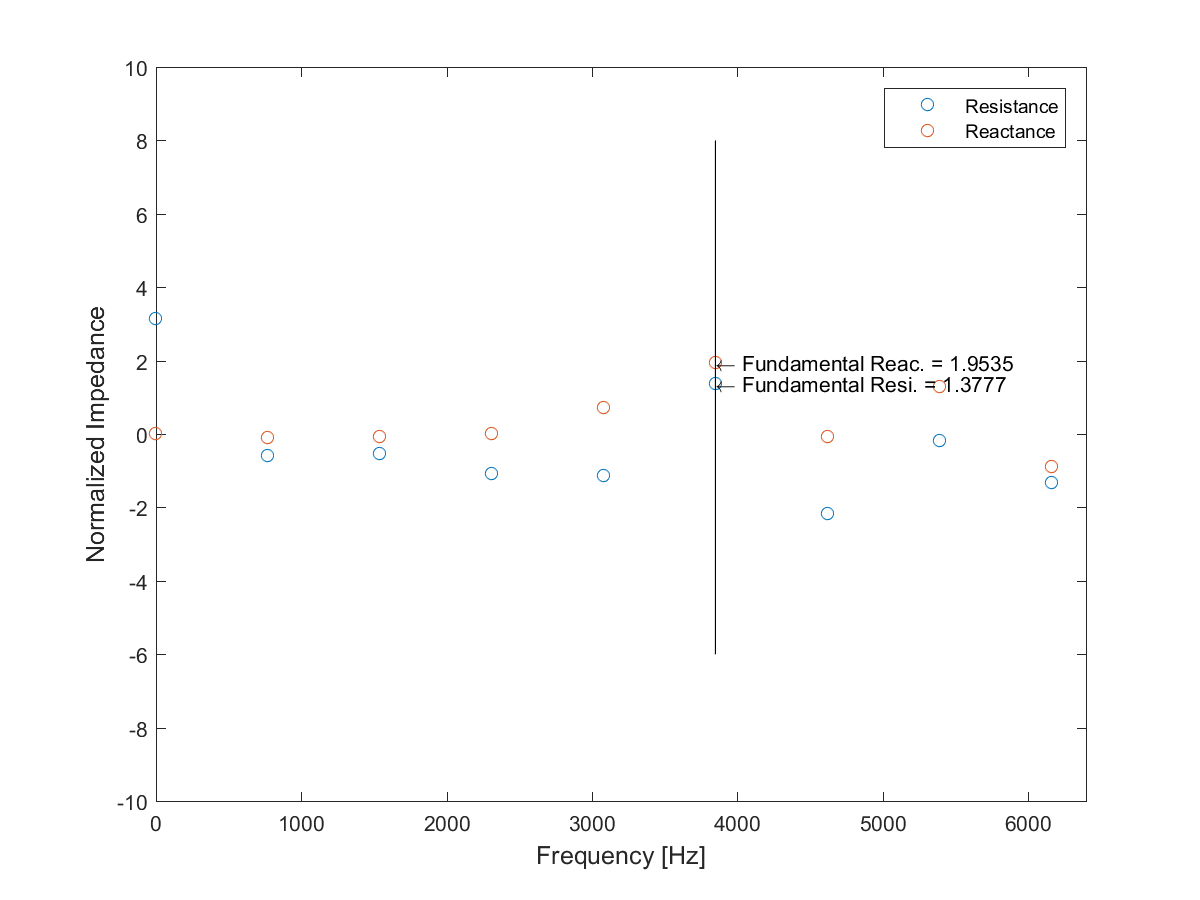 10
8
6
4
2
0
-2
-4
-6
-8
-10
Normalized Impedance
Resistance
Reactance
← Fundamental Reac. = 1.9535
← Fundamental Resi. = 1.3777
0 1000 2000 3000 4000 5000 6000
Frequency [Hz]